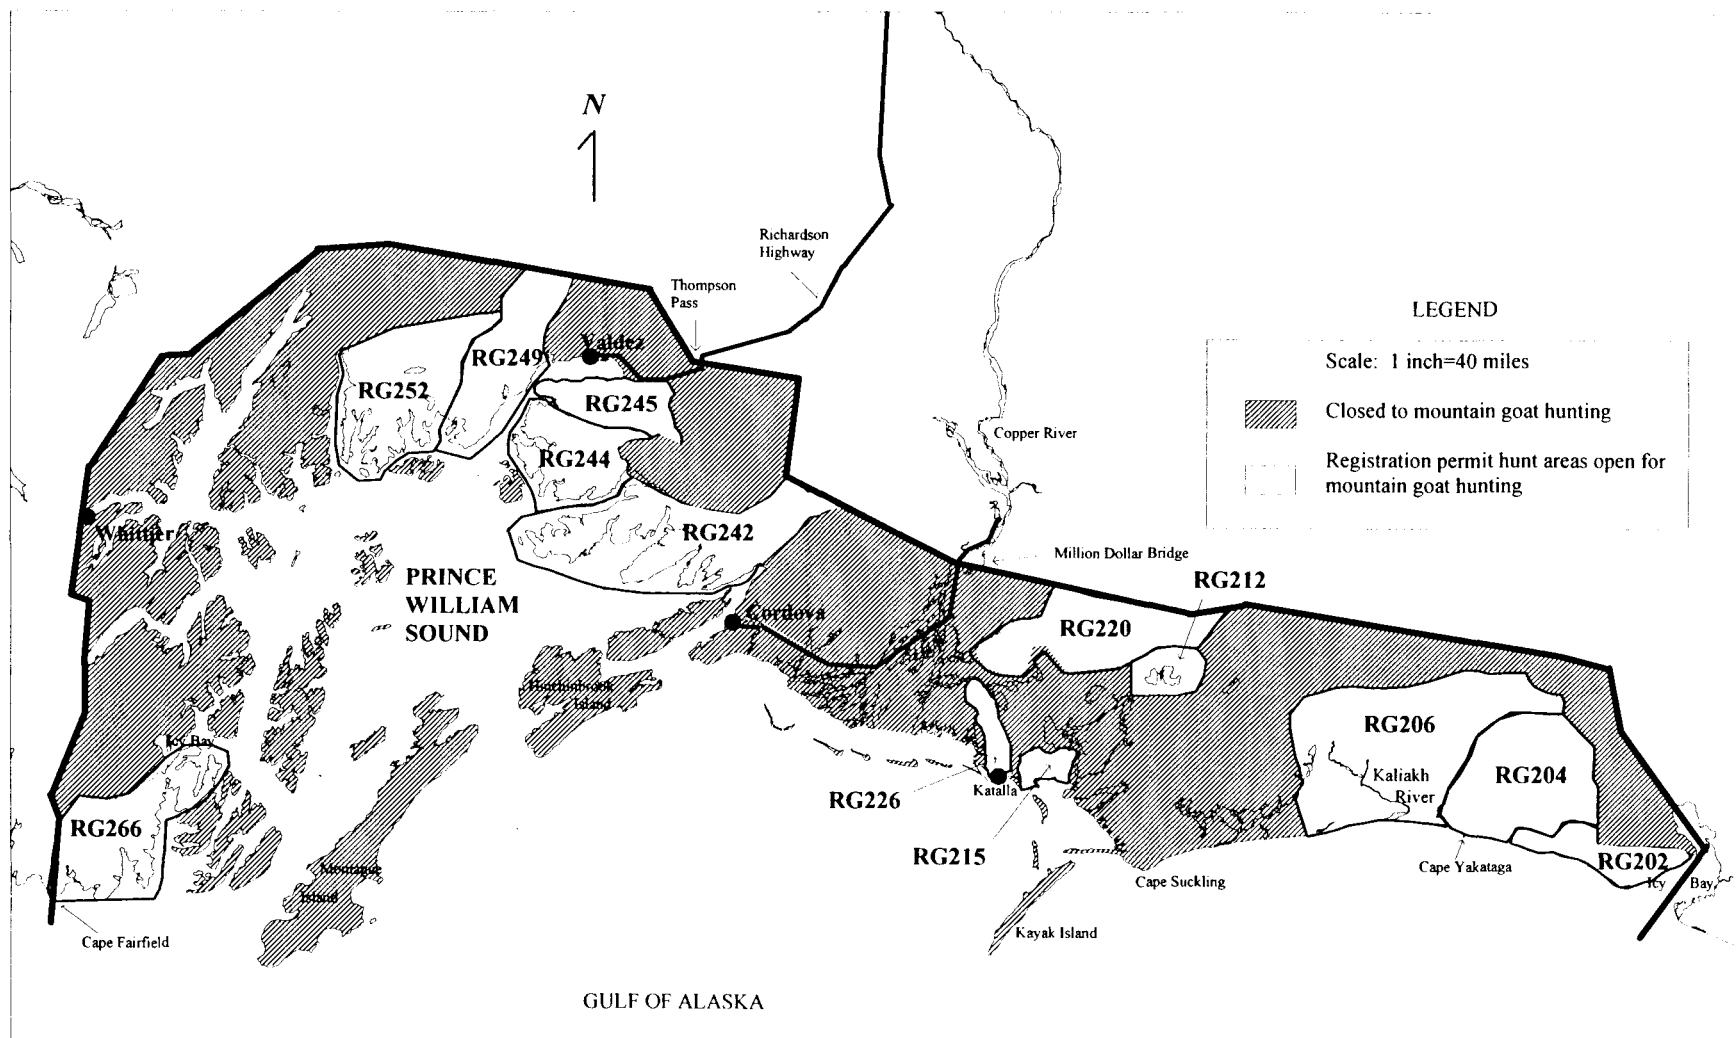 N
Richardson
Highway
Thompson
Pass
LEGEND
Scale: 1 inch=40 miles
Closed to mountain goat hunting
Registration permit hunt areas open for
mountain goat hunting
Valdez
RG249
RG252
RG245
RG244
Copper River
RG242
Whittier
Million Dollar Bridge
PRINCE
WILLIAM
SOUND
RG212
Cordova
RG220
Hinchinbrook
Island
Icy Bay
RG206
Kaliakh
River
RG204
RG226
Katalla
RG266
RG215
Cape Yakataga
RG202
Icy Bay
Montague
Island
Cape Suckling
Cape Fairfield
Kayak Island
GULF OF ALASKA